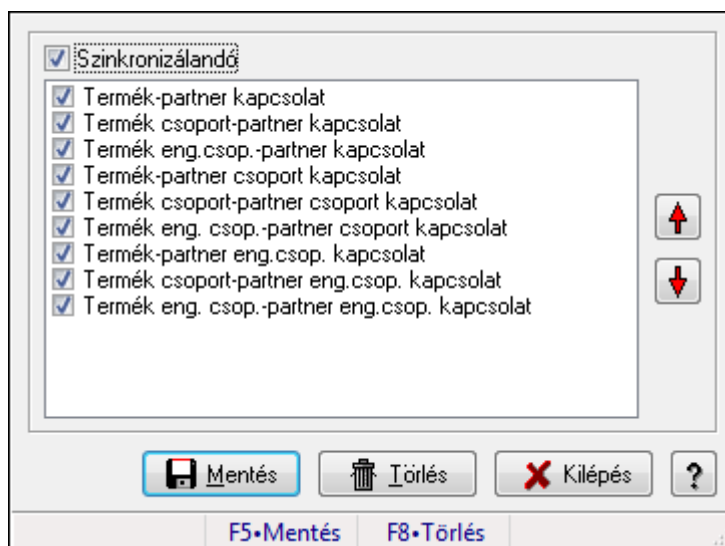 Szinkronizálandó
Termék-partner kapcsolat
Termék csoport-partner kapcsolat
Termék eng.csop.-partner kapcsolat
Termék-partner csoport kapcsolat
Termék csoport-partner csoport kapcsolat
Termék eng. csop.-partner csoport kapcsolat
Termék-partner eng.csop. kapcsolat
Termék csoport-partner eng.csop. kapcsolat
Termék eng. csop.-partner eng.csop. kapcsolat
Mentés Törlés Kilépés ?
F5•Mentés F8•Törlés